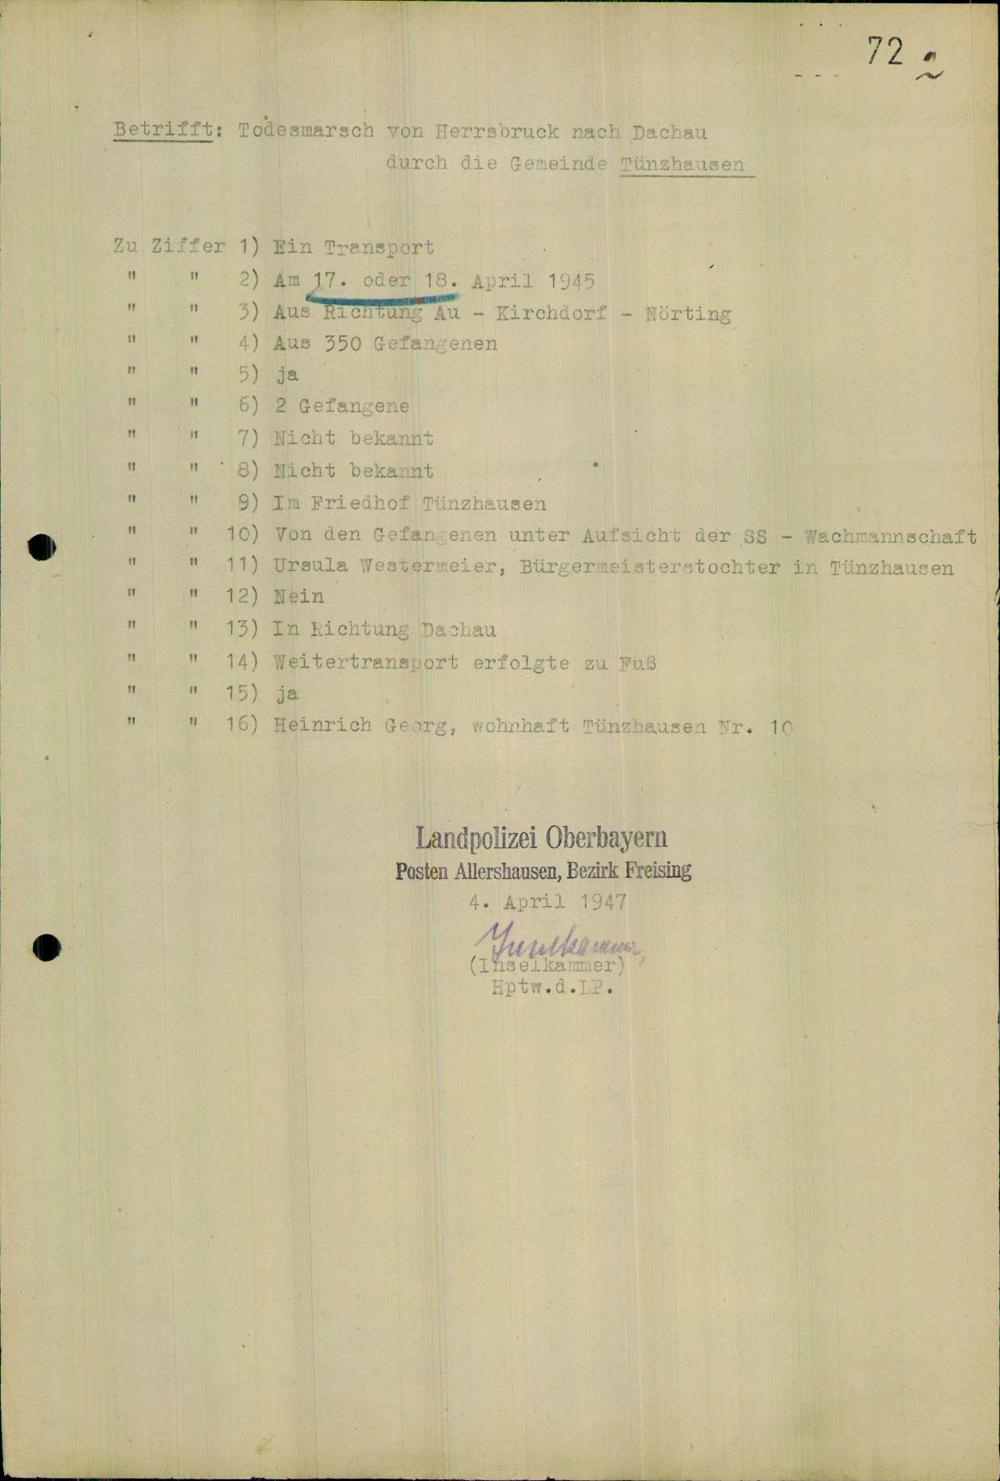 72
Betrifft: Todesmarsch von Herrsbruck nach Dachau
durch die Gemeinde Tünzhausen
Zu Ziffer 1) Ein Transport
" " 2) Am 17. oder 18. April 1945
" " 3) Aus Richtung Au - Kirchdorf - Nörting
" " 4) Aus 350 Gefangenen
" " 5) ja
" " 6) 2 Gefangene
" " 7) Nicht bekannt
" " 8) Nicht bekannt
" " 9) Im Friedhof Tünzhausen
" " 10) Von den Gefangenen unter Aufsicht der SS - Wachmannschaft
" " 11) Ursula Westermeier, Bürgermeisterstochter in Tünzhausen
" " 12) Nein
" " 13) In Richtung Dachau
" " 14) Weitertransport erfolgte zu Fuß
" " 15) ja
" " 16) Heinrich Georg, wohnhaft Tünzhausen Nr. 10
Landpolizei Oberbayern
Posten Allershausen, Bezirk Freising
4. April 1947
Inselkammer
(Inselkammer)
Hptw.d.LP.